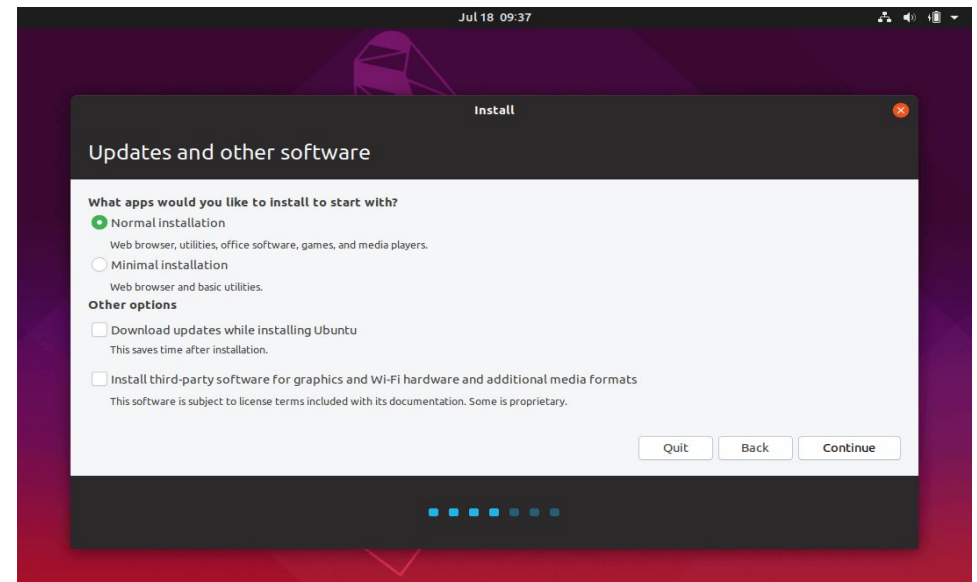 Jul 18 09:37
Install
Updates and other software
What apps would you like to install to start with?
Normal installation
Web browser, utilities, office software, games, and media players.
Minimal installation
Web browser and basic utilities.
Other options
Download updates while installing Ubuntu
This saves time after installation.
Install third-party software for graphics and Wi-Fi hardware and additional media formats
This software is subject to license terms included with its documentation. Some is proprietary.
Quit Back Continue